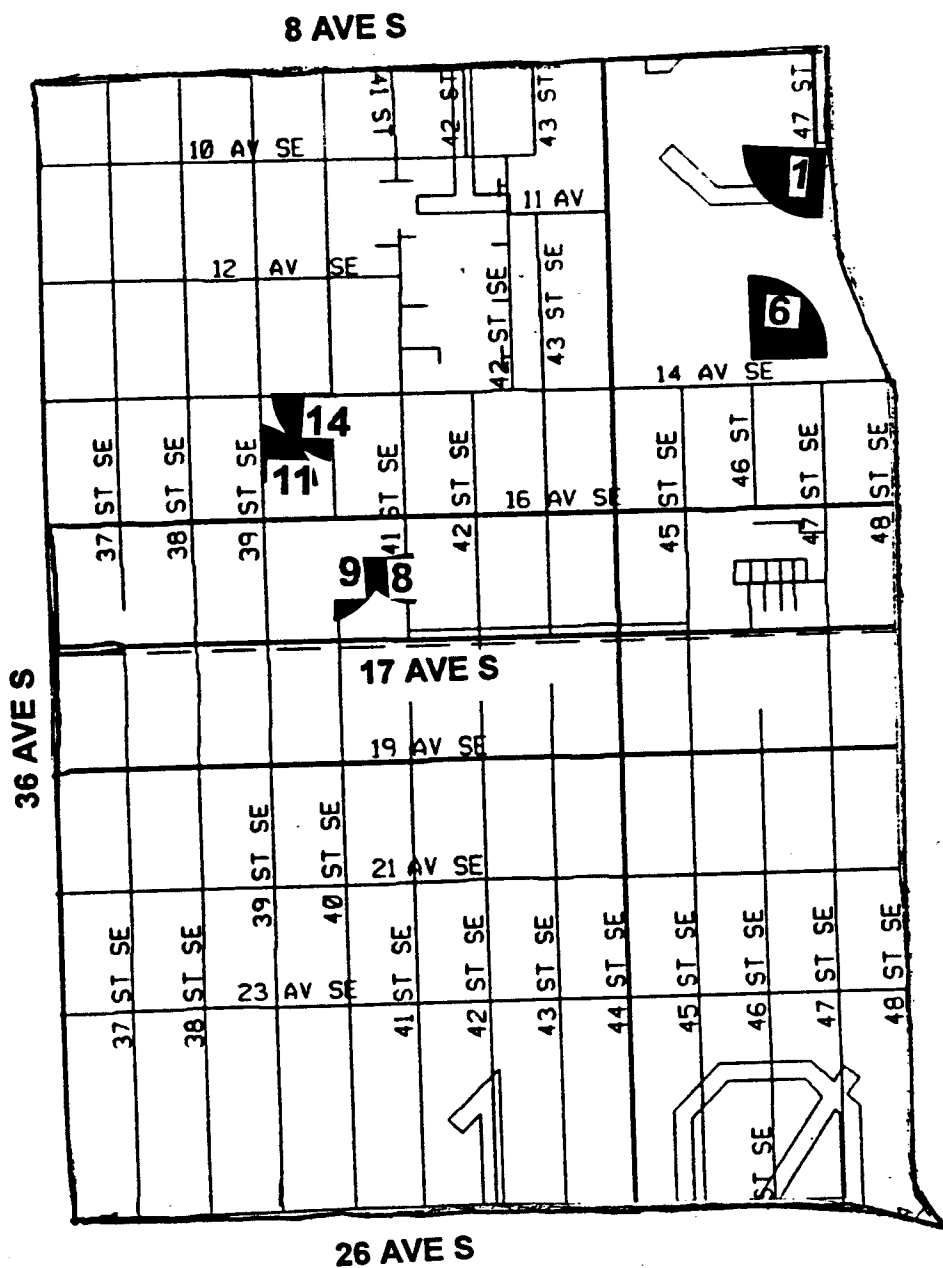 8 AVE S
41 ST
42 ST
43 ST
47 ST
10 AV SE
1
11 AV
12 AV SE
42 ST SE
43 ST SE
6
14 AV SE
14
11
37 ST SE
38 ST SE
39 ST SE
41 ST SE
42 ST SE
16 AV SE
45 ST SE
46 ST
47 ST SE
48 ST SE
9
8
17 AVE S
36 AVE S
19 AV SE
39 ST SE
40 ST SE
21 AV SE
37 ST SE
38 ST SE
23 AV SE
41 ST SE
42 ST SE
43 ST SE
44 ST SE
45 ST SE
46 ST SE
47 ST SE
48 ST SE
ST SE
26 AVE S